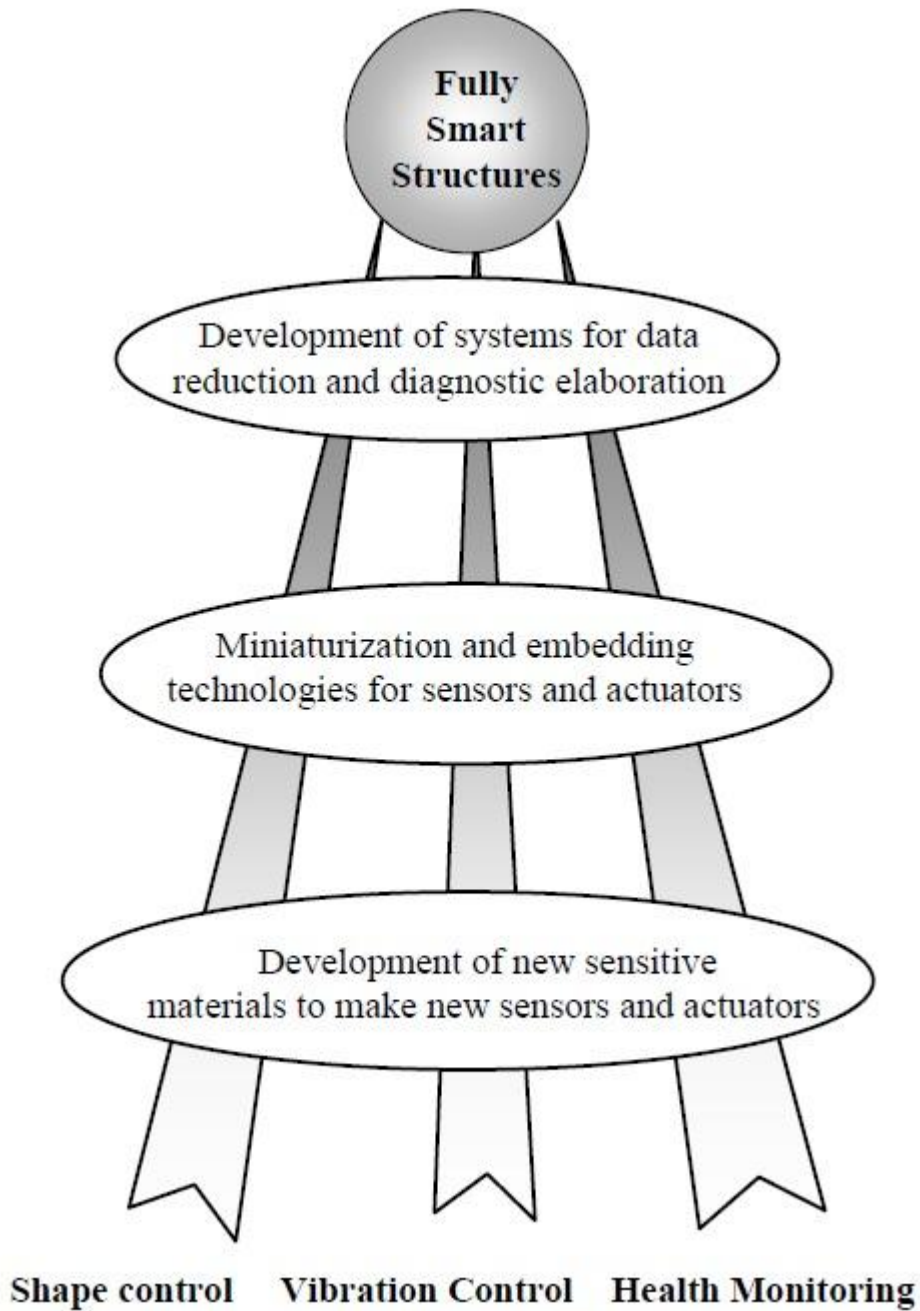 Fully
Smart
Structures
Development of systems for data
reduction and diagnostic elaboration
Miniaturization and embedding
technologies for sensors and actuators
Development of new sensitive
materials to make new sensors and actuators
Shape control Vibration Control Health Monitoring